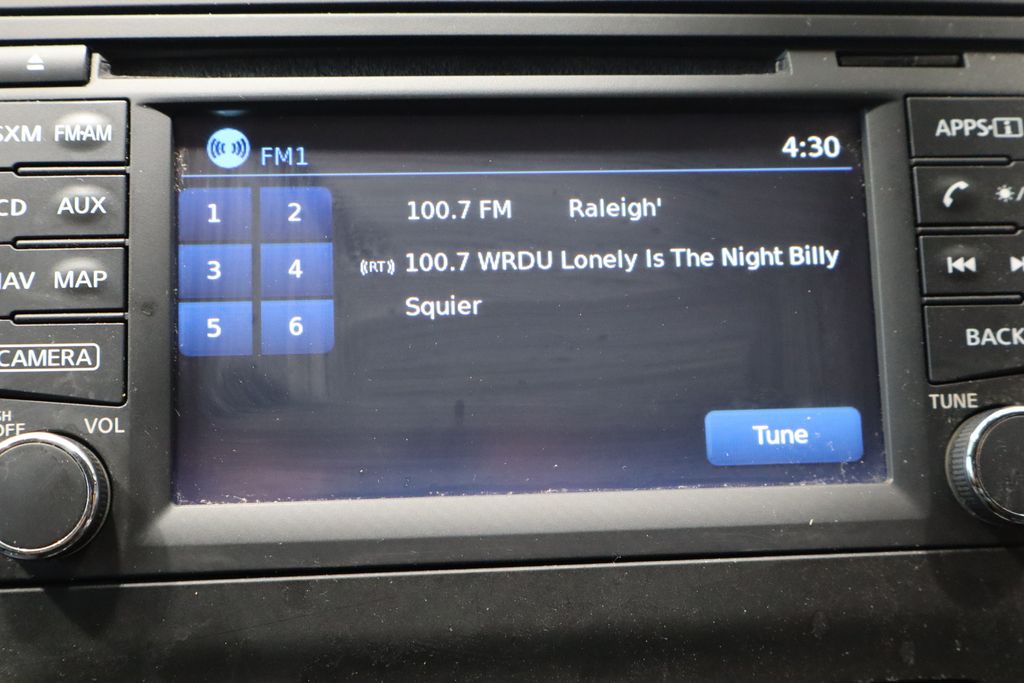 SXM FM·AM
CD AUX
NAV MAP
CAMERA
VOL
FM1
4:30
1 2
3 4
5 6
100.7 FM Raleigh'
((RT)) 100.7 WRDU Lonely Is The Night Billy
Squier
Tune
APPS·i
BACK
TUNE